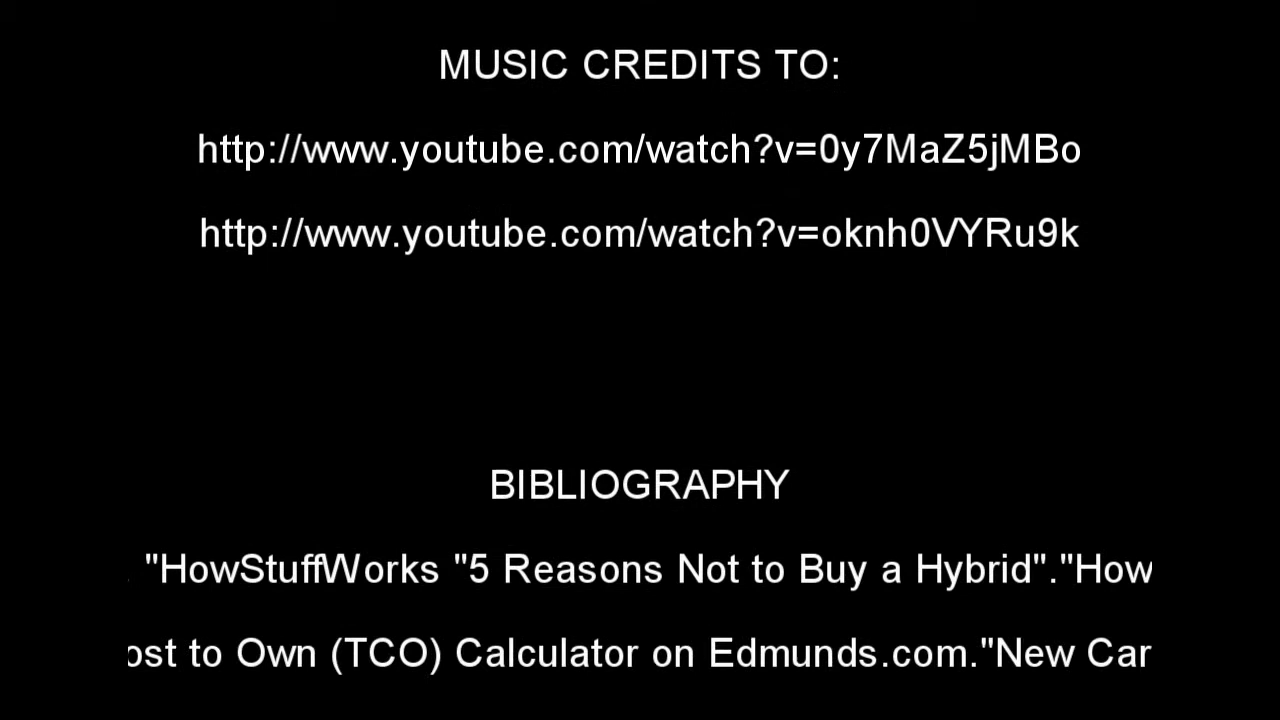 MUSIC CREDITS TO:
http://www.youtube.com/watch?v=0y7MaZ5jMBo
http://www.youtube.com/watch?v=oknh0VYRu9k
BIBLIOGRAPHY
. "HowStuffWorks "5 Reasons Not to Buy a Hybrid"."How
ost to Own (TCO) Calculator on Edmunds.com."New Car